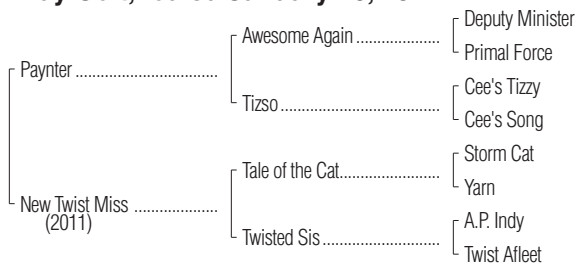 Deputy Minister
Awesome Again
Primal Force
Paynter
Cee's Tizzy
Tizso
Cee's Song
Storm Cat
Tale of the Cat
Yarn
New Twist Miss
(2011)
A.P. Indy
Twisted Sis
Twist Afleet